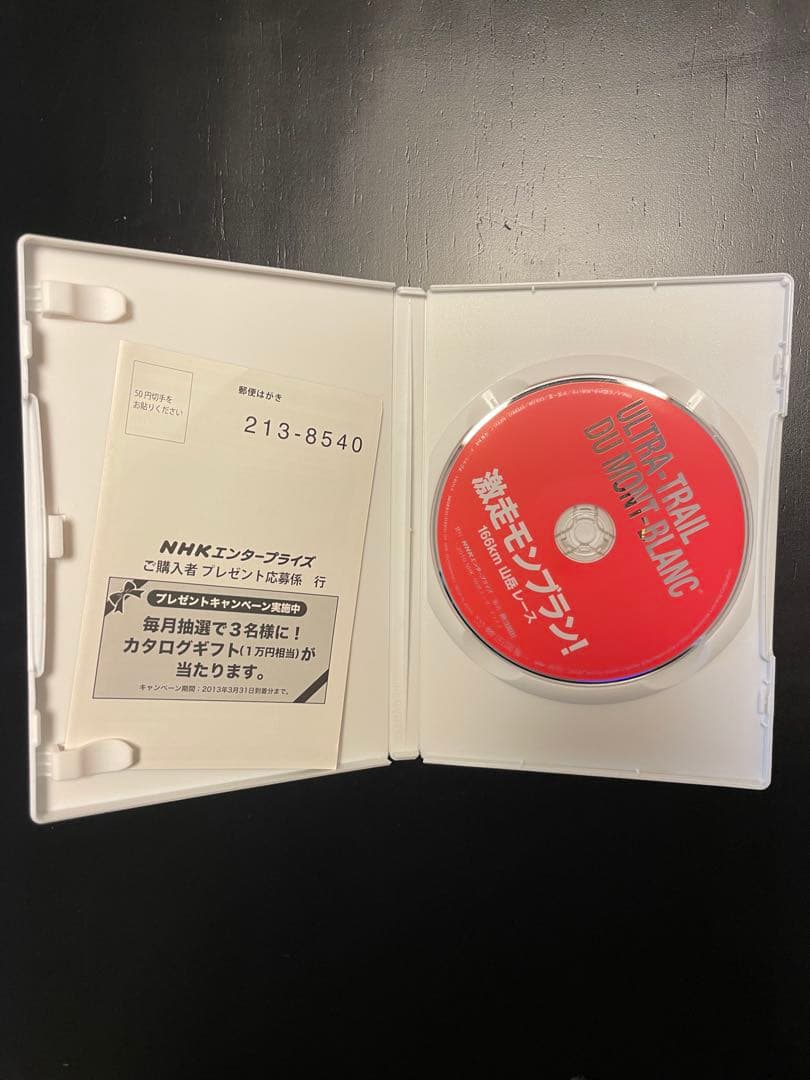 50円切手を
お貼りください
郵便はがき
213-8540
NHKエンタープライズ
ご購入者 プレゼント応募係 行
プレゼントキャンペーン実施中
毎月抽選で3名様に!
カタログギフト(1万円相当)が
当たります。
キャンペーン期間:2013年3月31日到着分まで。
ULTRA-TRAIL
DU MONT-BLANC
激走モンブラン!
166km 山岳 レース